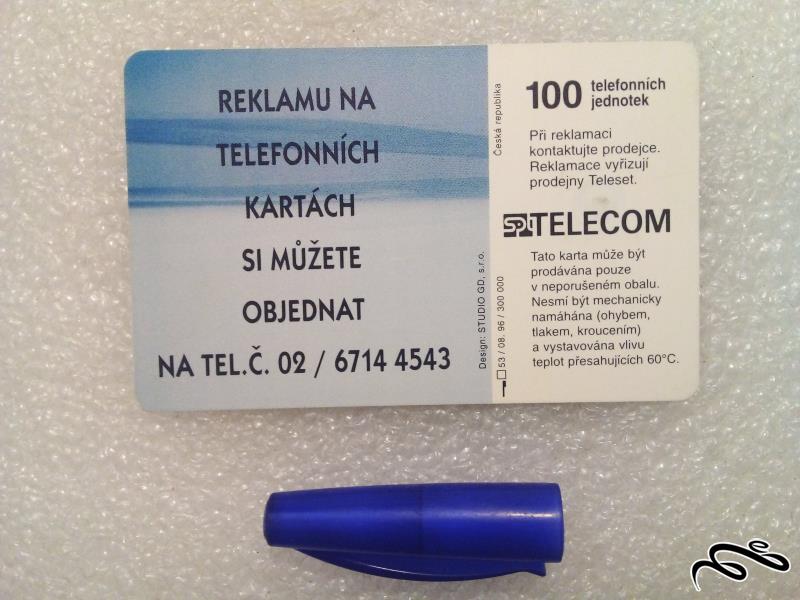 REKLAMU NA
TELEFONNÍCH
KARTÁCH
SI MŮŽETE
OBJEDNAT
NA TEL.Č. 02 / 6714 4543
Design: STUDIO GD, s.r.o.
Česká republika
53 / 08. 96 / 300 000
100 telefonních
jednotek
Při reklamaci
kontaktujte prodejce.
Reklamace vyřizují
prodejny Teleset.
SPT TELECOM
Tato karta může být
prodávána pouze
v neporušeném obalu.
Nesmí být mechanicky
namáhána (ohybem,
tlakem, kroucením)
a vystavována vlivu
teplot přesahujících 60°C.